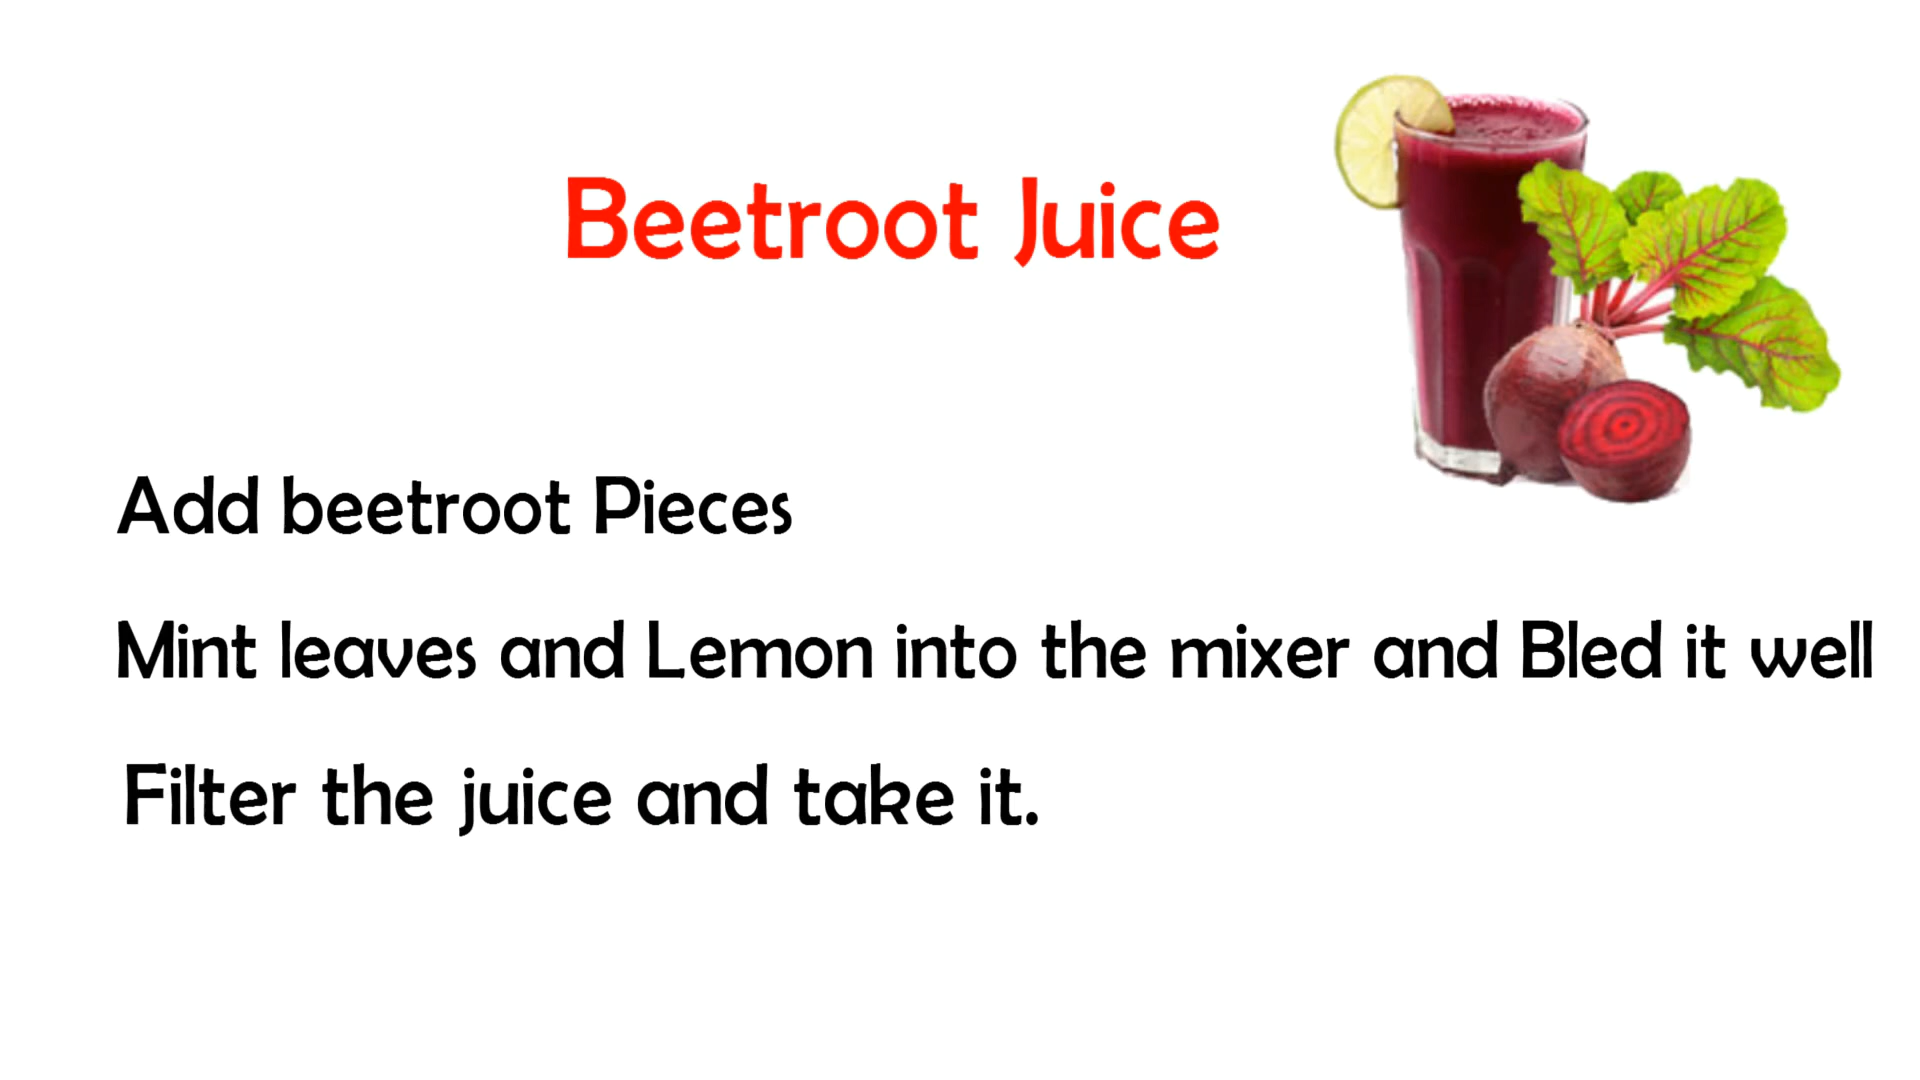 Beetroot Juice
Add beetroot Pieces
Mint leaves and Lemon into the mixer and Bled it well
Filter the juice and take it.